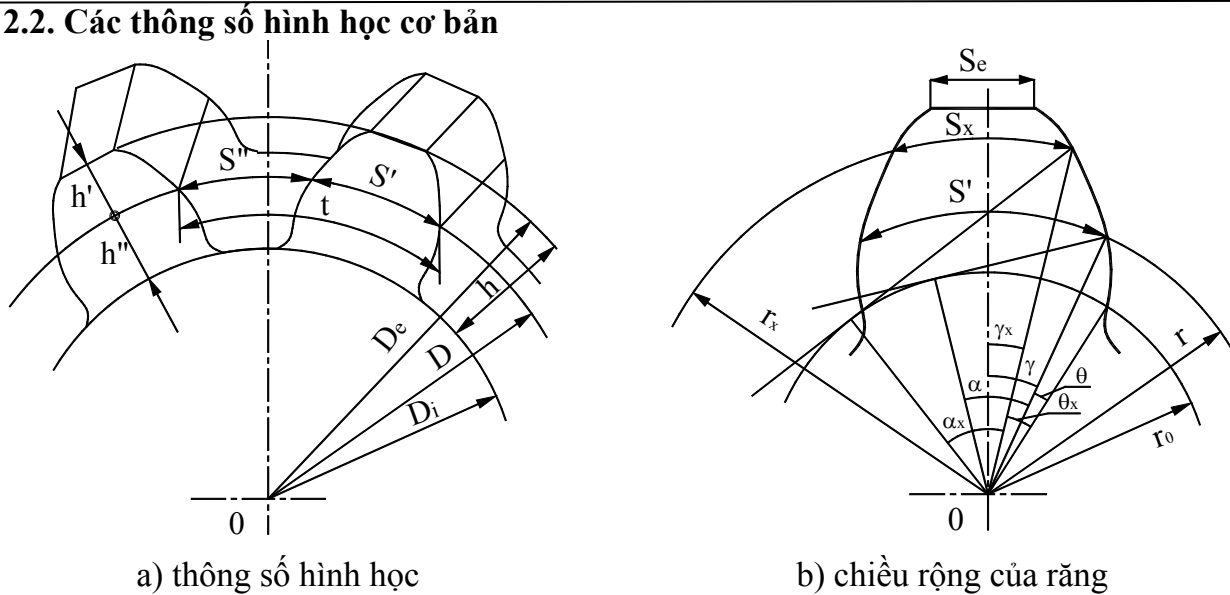 2.2. Các thông số hình học cơ bản
h'
h"
S"
S'
t
h
De
D
Di
0
a) thông số hình học
Se
Sx
S'
rx
r
r0
γx
γ
α
αx
θ
θx
0
b) chiều rộng của răng